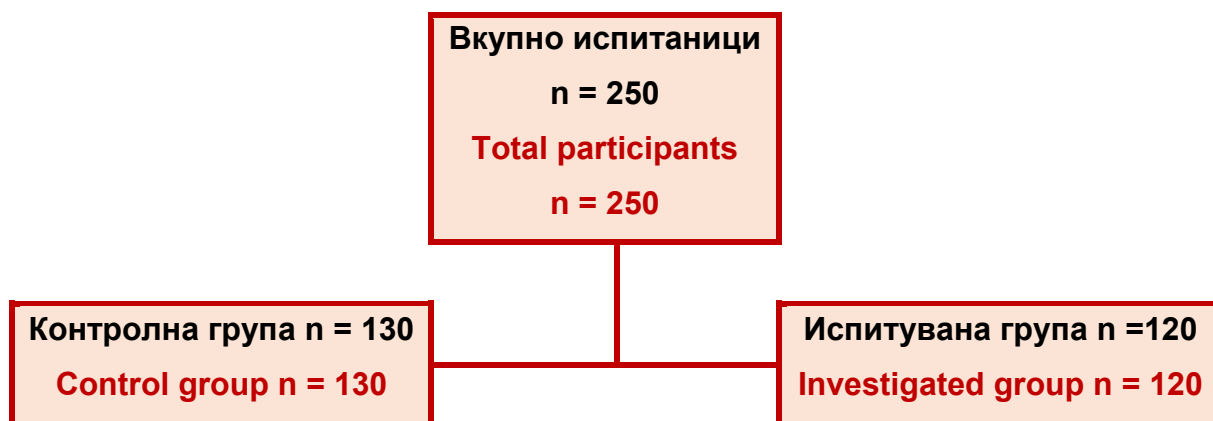 Вкупно испитаници
n = 250
Total participants
n = 250
Контролна група n = 130
Control group n = 130
Испитувана група n =120
Investigated group n = 120